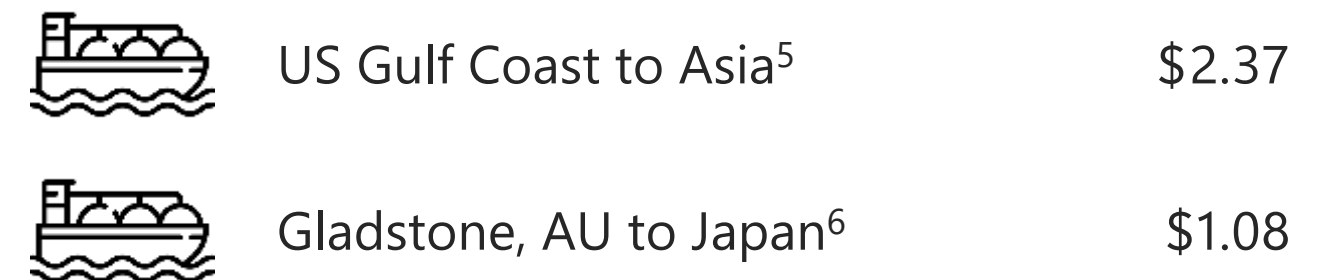 US Gulf Coast to Asia⁵ $2.37
Gladstone, AU to Japan⁶ $1.08